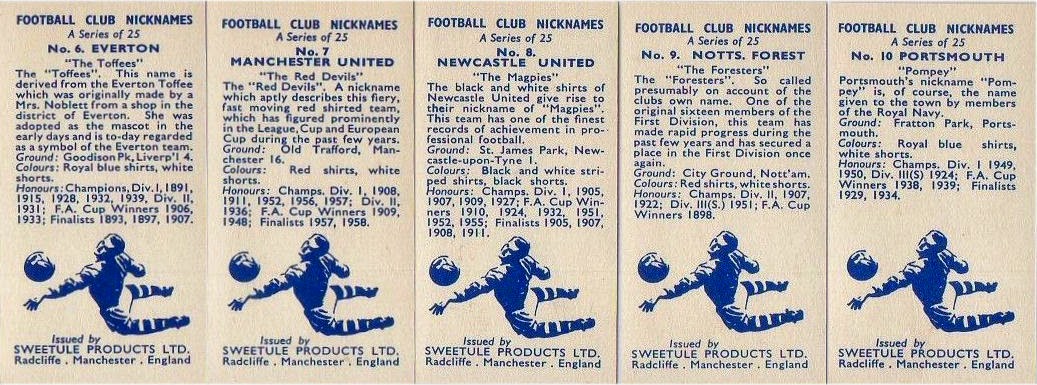 FOOTBALL CLUB NICKNAMES
A Series of 25
No. 6. EVERTON
"The Toffees"
The "Toffees". This name is
derived from the Everton Toffee
which was originally made by a
Mrs. Noblett from a shop in the
district of Everton. She was
adopted as the mascot in the
early days and is to-day regarded
as a symbol of the Everton team.
Ground: Goodison Pk, Liverp'l 4.
Colours: Royal blue shirts, white
shorts.
Honours: Champions, Div. I, 1891,
1915, 1928, 1932, 1939, Div. II,
1931; F.A. Cup Winners 1906,
1933; Finalists 1893, 1897, 1907.
Issued by
SWEETULE PRODUCTS LTD.
Radcliffe . Manchester . England
FOOTBALL CLUB NICKNAMES
A Series of 25
No. 7
MANCHESTER UNITED
"The Red Devils"
The "Red Devils". A nickname
which aptly describes this fiery,
fast moving red shirted team,
which has figured prominently
in the League, Cup and European
Cup during the past few years.
Ground: Old Trafford, Man-
chester 16.
Colours: Red shirts, white
shorts.
Honours: Champs. Div. I, 1908,
1911, 1952, 1956, 1957; Div. II,
1936; F.A. Cup Winners 1909,
1948; Finalists 1957, 1958.
Issued by
SWEETULE PRODUCTS LTD.
Radcliffe . Manchester . England
FOOTBALL CLUB NICKNAMES
A Series of 25
No. 8.
NEWCASTLE UNITED
"The Magpies"
The black and white shirts of
Newcastle United give rise to
their nickname of "Magpies".
This team has one of the finest
records of achievement in pro-
fessional football.
Ground: St. James Park, New-
castle-upon-Tyne 1.
Colours: Black and white stri-
ped shirts, black shorts.
Honours: Champs. Div. I, 1905,
1907, 1909, 1927; F.A. Cup Win-
ners 1910, 1924, 1932, 1951,
1952, 1955; Finalists 1905, 1907,
1908, 1911.
Issued by
SWEETULE PRODUCTS LTD.
Radcliffe . Manchester . England
FOOTBALL CLUB NICKNAMES
A Series of 25
No. 9. NOTTS. FOREST
"The Foresters"
The "Foresters". So called
presumably on account of the
clubs own name. One of the
original sixteen members of the
First Division, this team has
made rapid progress during the
past few years and has secured a
place in the First Division once
again.
Ground: City Ground, Nott'am.
Colours: Red shirts, white shorts.
Honours: Champs. Div. II, 1907,
1922; Div. III(S.) 1951; F.A. Cup
Winners 1898.
Issued by
SWEETULE PRODUCTS LTD.
Radcliffe . Manchester . England
FOOTBALL CLUB NICKNAMES
A Series of 25
No. 10 PORTSMOUTH
"Pompey"
Portsmouth's nickname "Pom-
pey" is, of course, the name
given to the town by members
of the Royal Navy.
Ground: Fratton Park, Ports-
mouth.
Colours: Royal blue shirts,
white shorts.
Honours: Champs. Div. I 1949,
1950, Div. III(S) 1924; F.A. Cup
Winners 1938, 1939; Finalists
1929, 1934.
Issued by
SWEETULE PRODUCTS LTD.
Radcliffe . Manchester . England